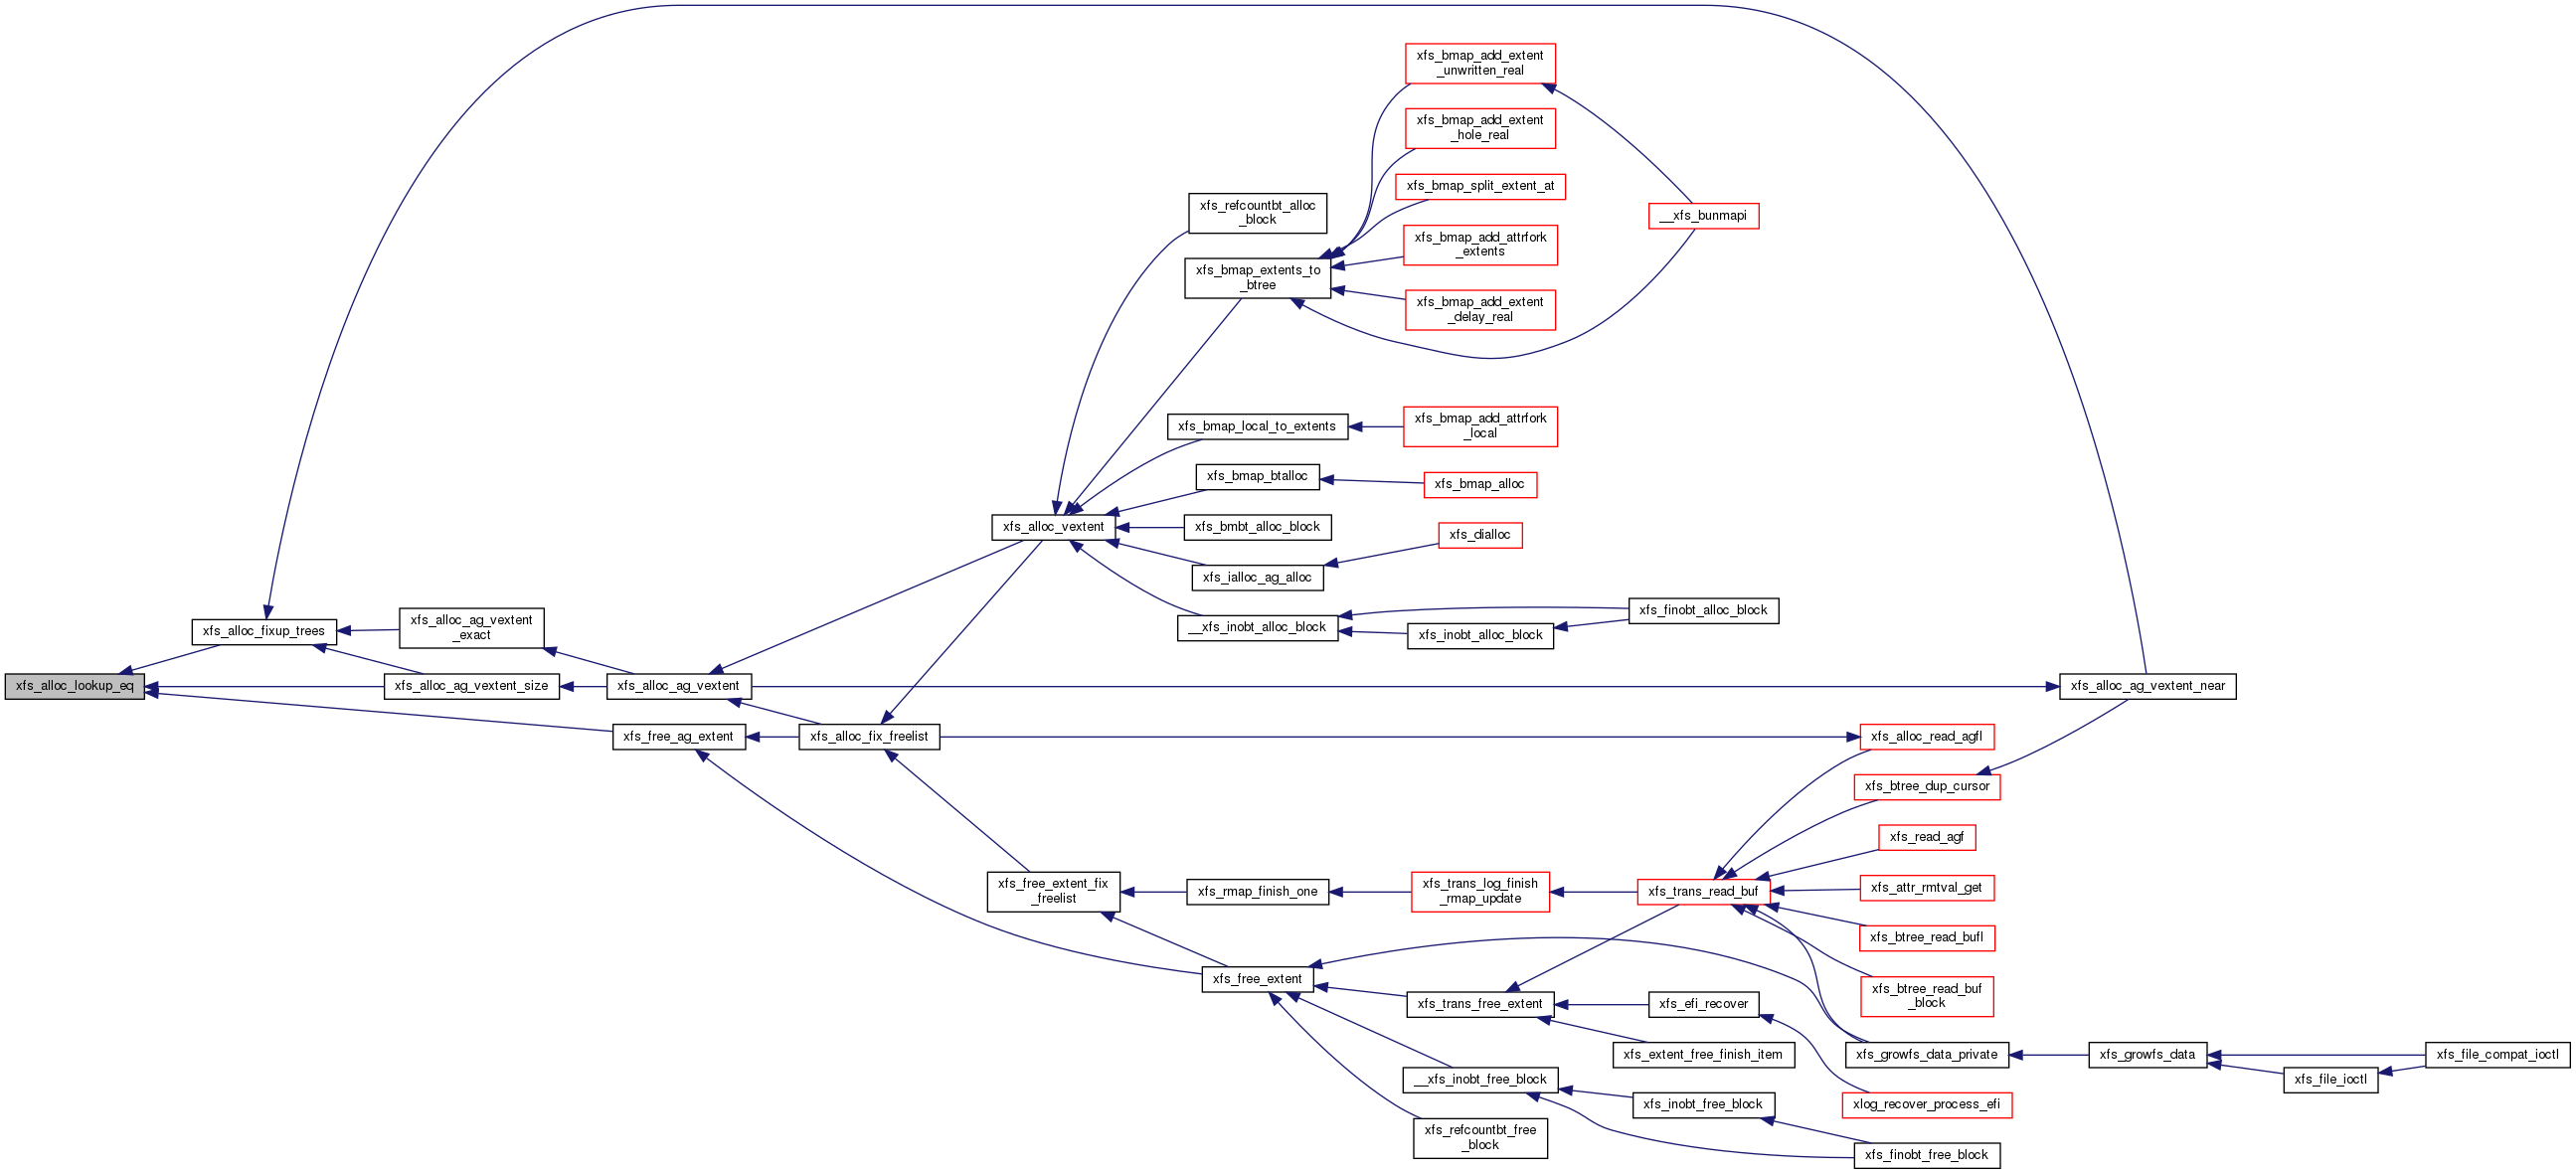 xfs_bmap_add_extent
_unwritten_real
xfs_bmap_add_extent
_hole_real
xfs_bmap_split_extent_at
xfs_refcountbt_alloc
_block
__xfs_bunmapi
xfs_bmap_add_attrfork
_extents
xfs_bmap_extents_to
_btree
xfs_bmap_add_extent
_delay_real
xfs_bmap_local_to_extents
xfs_bmap_add_attrfork
_local
xfs_bmap_btalloc
xfs_bmap_alloc
xfs_alloc_vextent
xfs_bmbt_alloc_block
xfs_dialloc
xfs_ialloc_ag_alloc
xfs_alloc_fixup_trees
xfs_alloc_ag_vextent
_exact
__xfs_inobt_alloc_block
xfs_inobt_alloc_block
xfs_finobt_alloc_block
xfs_alloc_lookup_eq
xfs_alloc_ag_vextent_size
xfs_alloc_ag_vextent
xfs_alloc_ag_vextent_near
xfs_free_ag_extent
xfs_alloc_fix_freelist
xfs_alloc_read_agfl
xfs_btree_dup_cursor
xfs_read_agf
xfs_free_extent_fix
_freelist
xfs_rmap_finish_one
xfs_trans_log_finish
_rmap_update
xfs_trans_read_buf
xfs_attr_rmtval_get
xfs_btree_read_bufl
xfs_free_extent
xfs_btree_read_buf
_block
xfs_trans_free_extent
xfs_efi_recover
xfs_extent_free_finish_item
xfs_growfs_data_private
xfs_growfs_data
xfs_file_compat_ioctl
__xfs_inobt_free_block
xfs_file_ioctl
xfs_inobt_free_block
xlog_recover_process_efi
xfs_refcountbt_free
_block
xfs_finobt_free_block